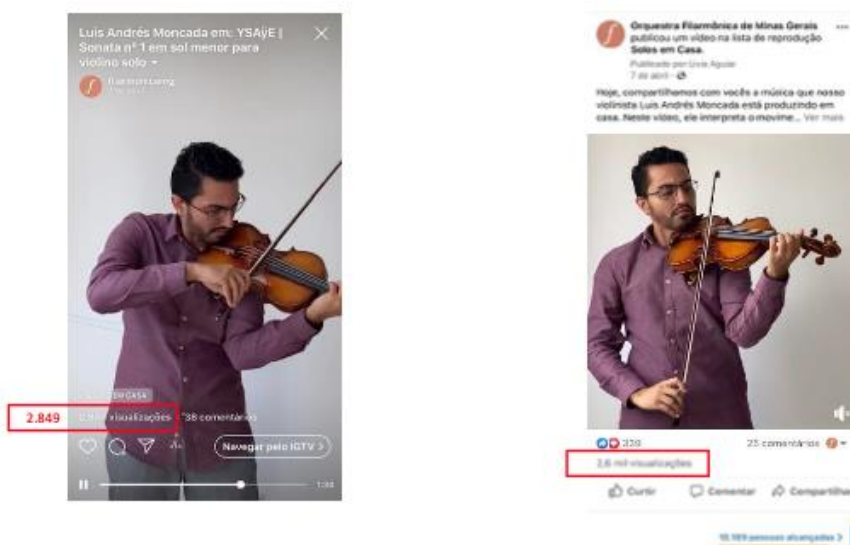 Luis Andrés Moncada em: YSAŸE |
Sonata nº 1 em sol menor para
violino solo
EM CASA
2.849
visualizações 38 comentários
Navegar pelo IGTV >
1:34
Orquestra Filarmônica de Minas Gerais
publicou um vídeo na lista de reprodução
Solos em Casa.
Publicado por Livia Aguiar
7 de abril
Hoje, compartilhamos com vocês a música que nosso
violinista Luis Andrés Moncada está produzindo em
casa. Neste vídeo, ele interpreta o movime... Ver mais
25 comentários
2,6 mil visualizações
Curtir Comentar Compartilhar
pessoas alcançadas >